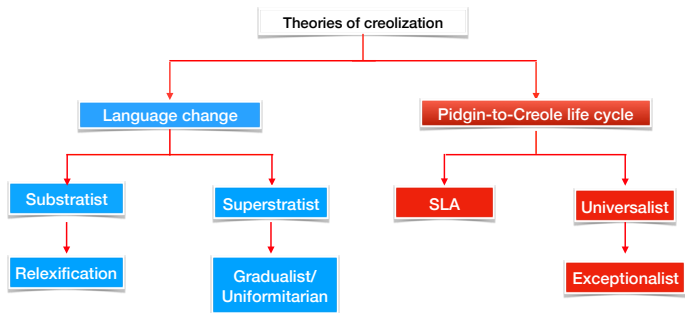 Theories of creolization
Language change
Pidgin-to-Creole life cycle
Substratist
Superstratist
SLA
Universalist
Relexification
Gradualist/
Uniformitarian
Exceptionalist